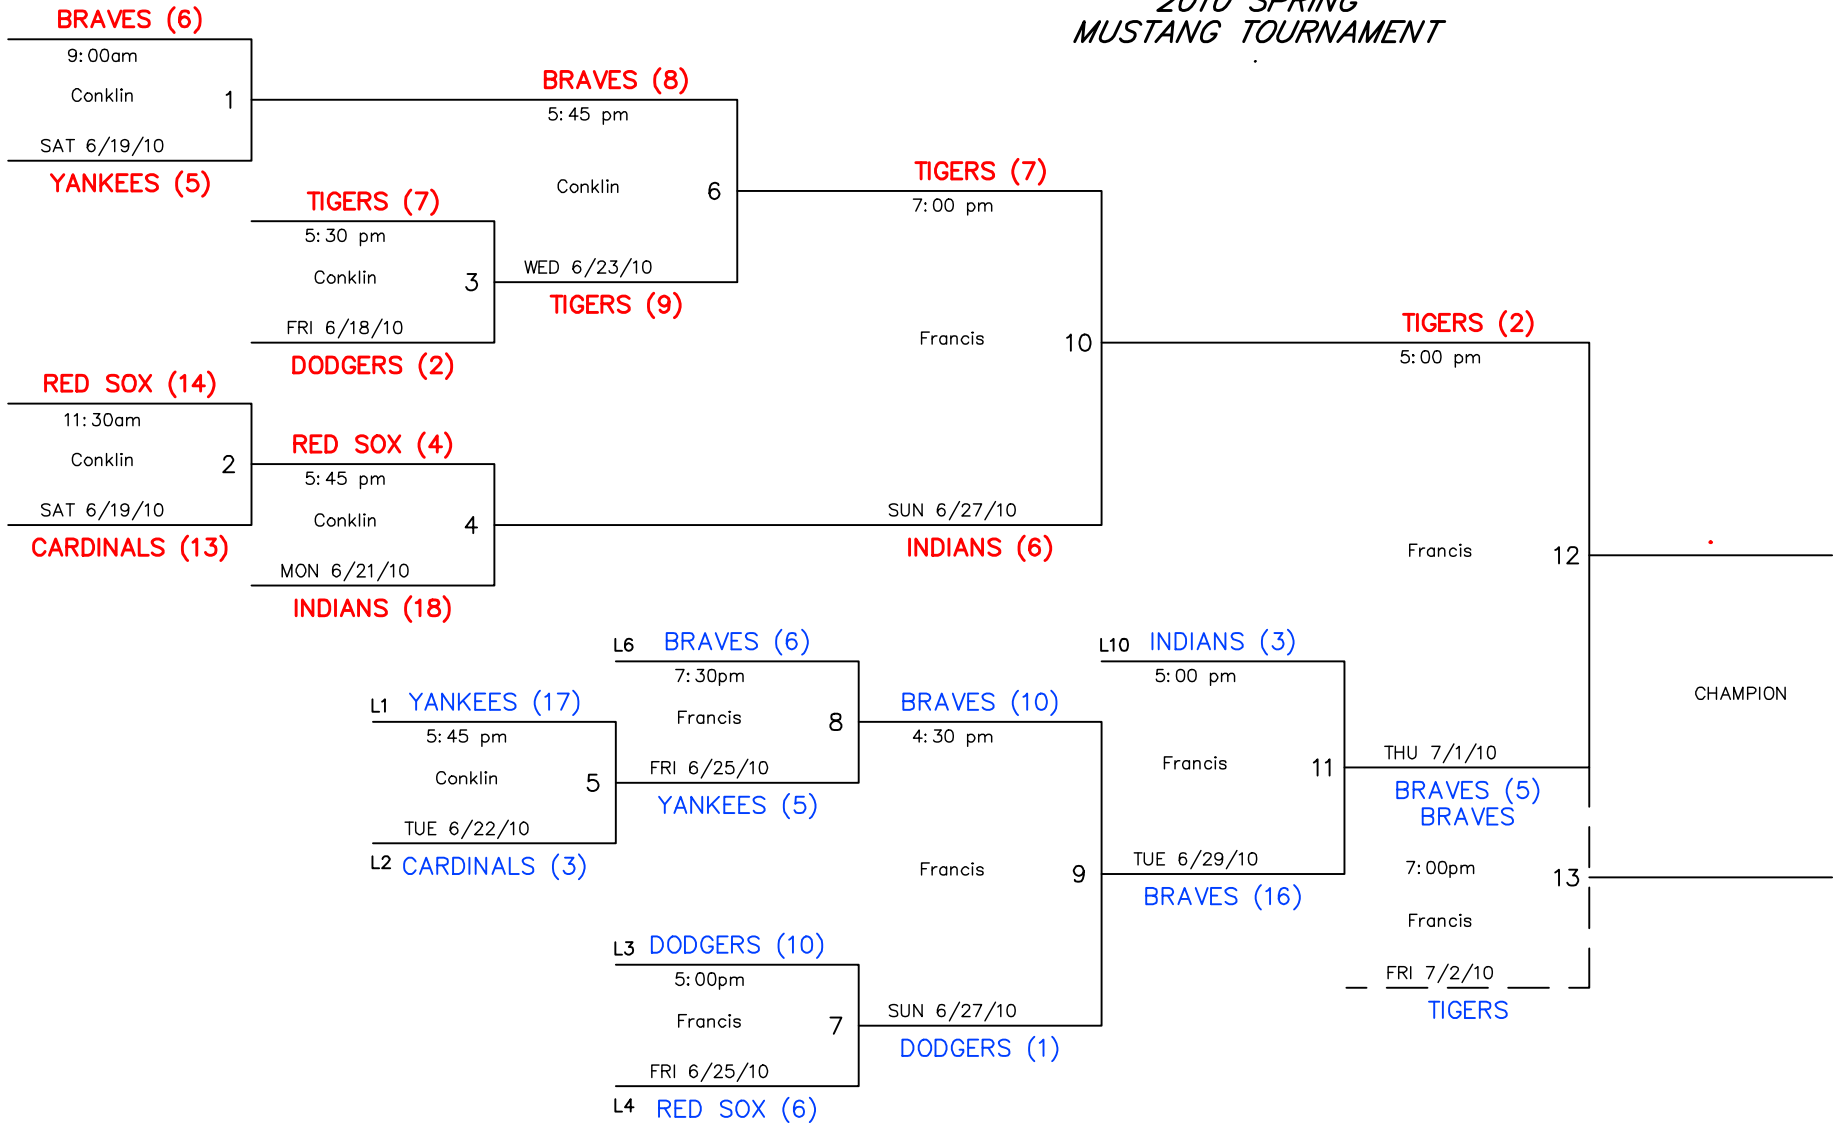 2010 SPRING
MUSTANG TOURNAMENT
BRAVES (6)
9:00am
Conklin
1
SAT 6/19/10
YANKEES (5)
BRAVES (8)
5:45 pm
Conklin
6
WED 6/23/10
TIGERS (9)
TIGERS (7)
5:30 pm
Conklin
3
FRI 6/18/10
DODGERS (2)
RED SOX (14)
11:30am
Conklin
2
SAT 6/19/10
CARDINALS (13)
RED SOX (4)
5:45 pm
Conklin
4
MON 6/21/10
INDIANS (18)
TIGERS (7)
7:00 pm
Francis
10
SUN 6/27/10
INDIANS (6)
TIGERS (2)
5:00 pm
Francis
12
THU 7/1/10
BRAVES (5)
CHAMPION
L1 YANKEES (17)
5:45 pm
Conklin
5
TUE 6/22/10
L2 CARDINALS (3)
L6 BRAVES (6)
7:30pm
Francis
8
FRI 6/25/10
YANKEES (5)
L3 DODGERS (10)
5:00pm
Francis
7
FRI 6/25/10
L4 RED SOX (6)
BRAVES (10)
4:30 pm
Francis
9
SUN 6/27/10
DODGERS (1)
L10 INDIANS (3)
5:00 pm
Francis
11
TUE 6/29/10
BRAVES (16)
BRAVES
7:00pm
13
Francis
FRI 7/2/10
TIGERS